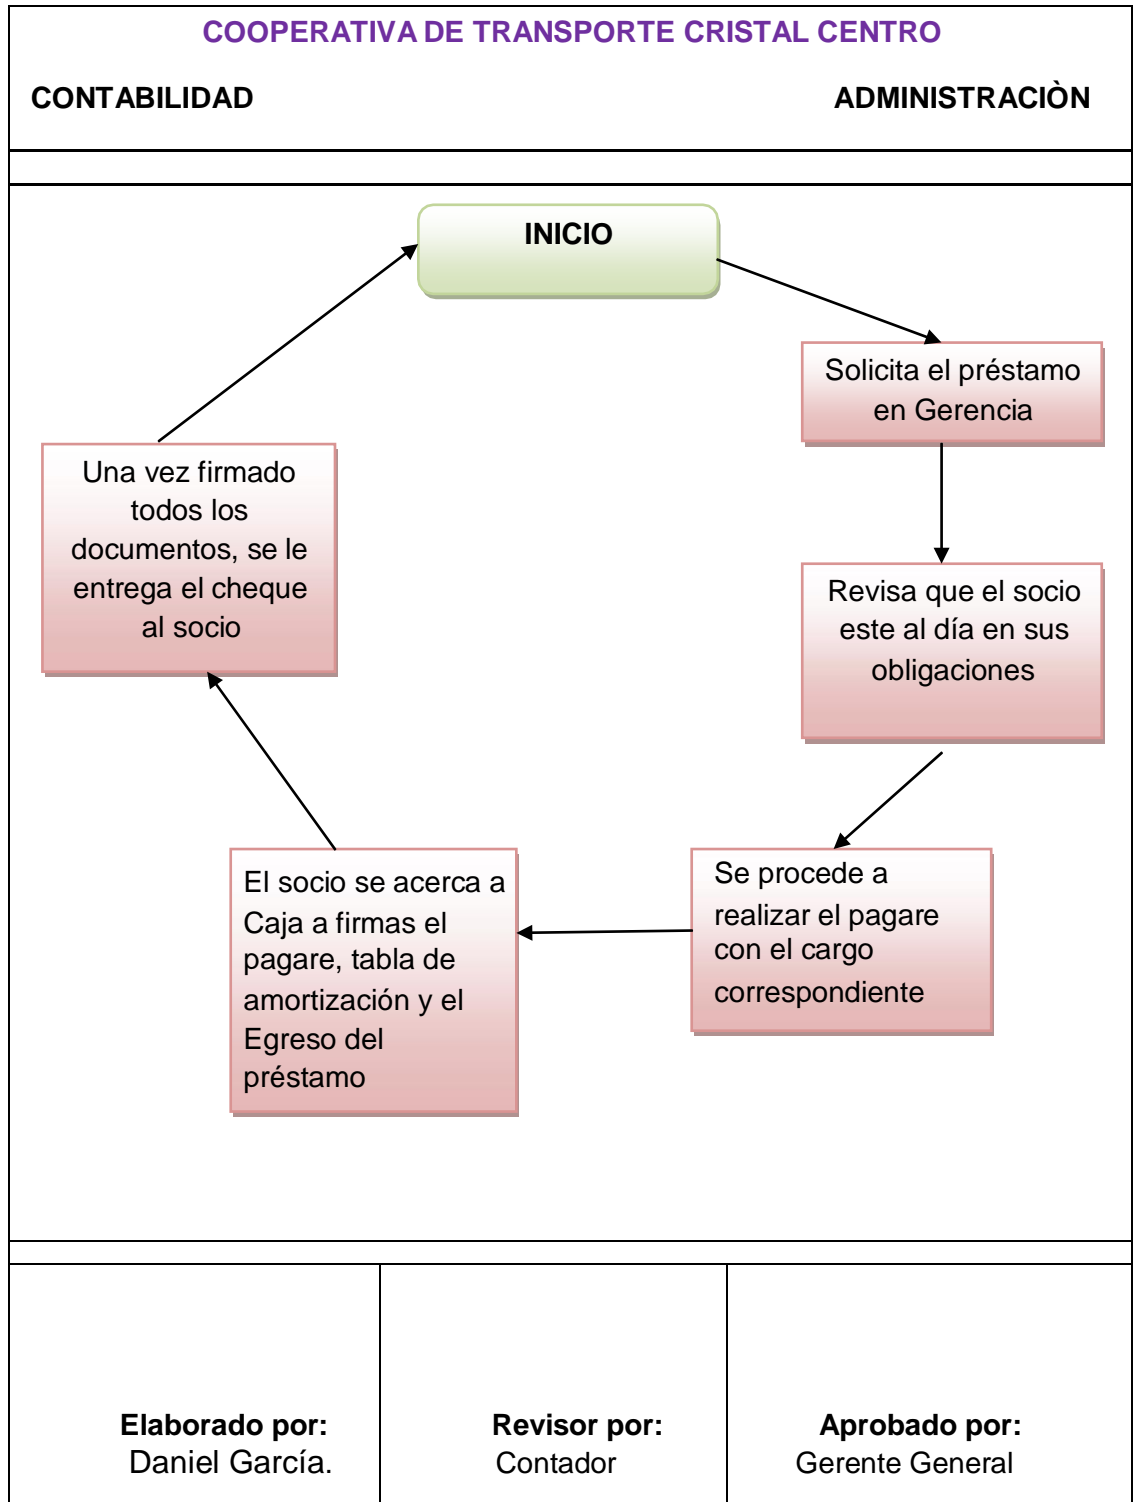 COOPERATIVA DE TRANSPORTE CRISTAL CENTRO
CONTABILIDAD ADMINISTRACIÒN
INICIO
Solicita el préstamo
en Gerencia
Revisa que el socio
este al día en sus
obligaciones
Se procede a
realizar el pagare
con el cargo
correspondiente
El socio se acerca a
Caja a firmas el
pagare, tabla de
amortización y el
Egreso del
préstamo
Una vez firmado
todos los
documentos, se le
entrega el cheque
al socio
Elaborado por:
Daniel García.
Revisor por:
Contador
Aprobado por:
Gerente General